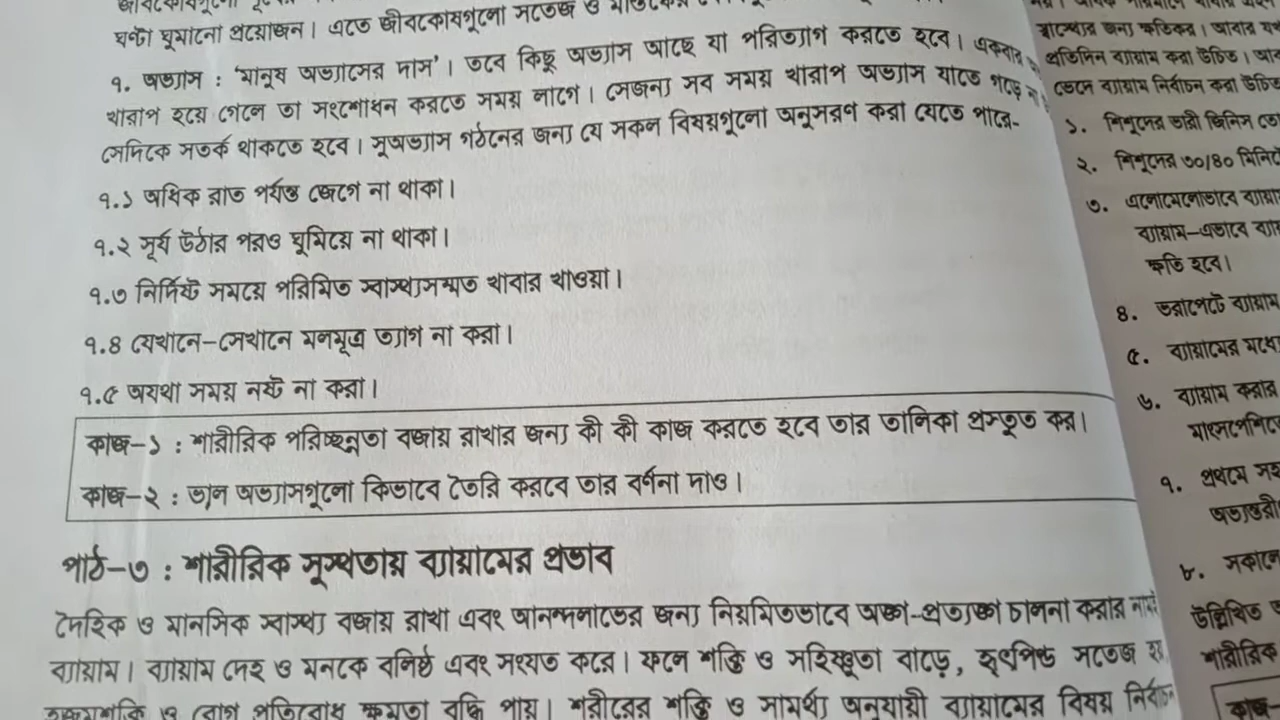 ঘণ্টা ঘুমানো প্রয়োজন। এতে জীবকোষগুলো সতেজ ও
৭. অভ্যাস : ‘মানুষ অভ্যাসের দাস’। তবে কিছু অভ্যাস আছে যা পরিত্যাগ করতে হবে। একবার
খারাপ হয়ে গেলে তা সংশোধন করতে সময় লাগে। সেজন্য সব সময় খারাপ অভ্যাস যাতে গড়ে না
সেদিকে সতর্ক থাকতে হবে। সুঅভ্যাস গঠনের জন্য যে সকল বিষয়গুলো অনুসরণ করা যেতে পারে-
৭.১ অধিক রাত পর্যন্ত জেগে না থাকা।
৭.২ সূর্য উঠার পরও ঘুমিয়ে না থাকা।
৭.৩ নির্দিষ্ট সময়ে পরিমিত স্বাস্থ্যসম্মত খাবার খাওয়া।
৭.৪ যেখানে-সেখানে মলমূত্র ত্যাগ না করা।
৭.৫ অযথা সময় নষ্ট না করা।
কাজ-১ : শারীরিক পরিচ্ছন্নতা বজায় রাখার জন্য কী কী কাজ করতে হবে তার তালিকা প্রস্তুত কর।
কাজ-২ : ভাল অভ্যাসগুলো কিভাবে তৈরি করবে তার বর্ণনা দাও।
পাঠ-৩ : শারীরিক সুস্থতায় ব্যায়ামের প্রভাব
দৈহিক ও মানসিক স্বাস্থ্য বজায় রাখা এবং আনন্দলাভের জন্য নিয়মিতভাবে অঙ্গ-প্রত্যঙ্গ চালনা করার নামই
ব্যায়াম। ব্যায়াম দেহ ও মনকে বলিষ্ঠ এবং সংযত করে। ফলে শক্তি ও সহিষ্ণুতা বাড়ে, হৃৎপিণ্ড সতেজ হয়,
ও রোগ প্রতিরোধ ক্ষমতা বৃদ্ধি পায়। শরীরের শক্তি ও সামর্থ্য অনুযায়ী ব্যায়ামের বিষয় নির্বাচন
স্বাস্থ্যের জন্য ক্ষতিকর। আবার
প্রতিদিন ব্যায়াম করা উচিত।
ভেদে ব্যায়াম নির্বাচন করা উচিত
১. শিশুদের ভারী জিনিস
২. শিশুদের ৩০/৪০ মিনিট
৩. এলোমেলোভাবে
ব্যায়াম-এভাবে
ক্ষতি হবে।
৪. ভরাপেটে ব্যায়াম
৫. ব্যায়ামের মধ্যে
৬. ব্যায়াম করার
৭. প্রথমে
৮. সকালে
উল্লিখিত
শারীরিক
কাজ-